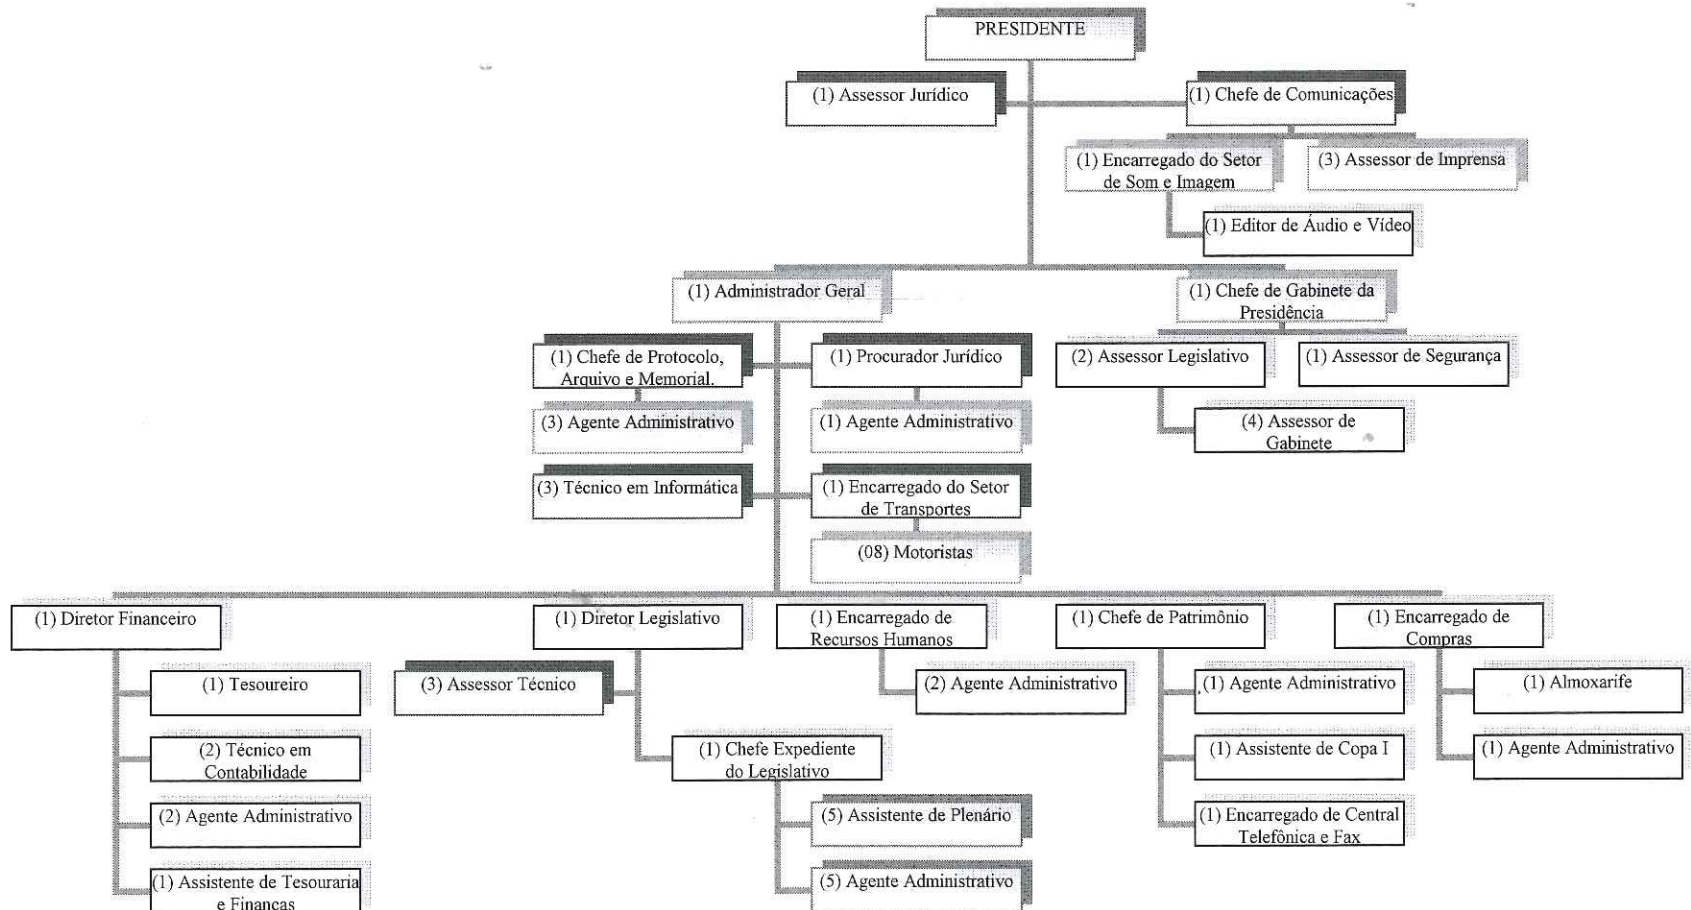 PRESIDENTE
(1) Assessor Jurídico
(1) Chefe de Comunicações
(1) Encarregado do Setor
de Som e Imagem
(3) Assessor de Imprensa
(1) Editor de Áudio e Vídeo
(1) Administrador Geral
(1) Chefe de Gabinete da
Presidência
(1) Chefe de Protocolo,
Arquivo e Memorial.
(1) Procurador Jurídico
(2) Assessor Legislativo
(1) Assessor de Segurança
(3) Agente Administrativo
(1) Agente Administrativo
(4) Assessor de
Gabinete
(3) Técnico em Informática
(1) Encarregado do Setor
de Transportes
(08) Motoristas
(1) Diretor Financeiro
(1) Diretor Legislativo
(1) Encarregado de
Recursos Humanos
(1) Chefe de Patrimônio
(1) Encarregado de
Compras
(1) Tesoureiro
(3) Assessor Técnico
(2) Agente Administrativo
(1) Agente Administrativo
(1) Almoxarife
(2) Técnico em
Contabilidade
(1) Chefe Expediente
do Legislativo
(1) Assistente de Copa I
(1) Agente Administrativo
(2) Agente Administrativo
(5) Assistente de Plenário
(1) Encarregado de Central
Telefônica e Fax
(1) Assistente de Tesouraria
e Finanças
(5) Agente Administrativo